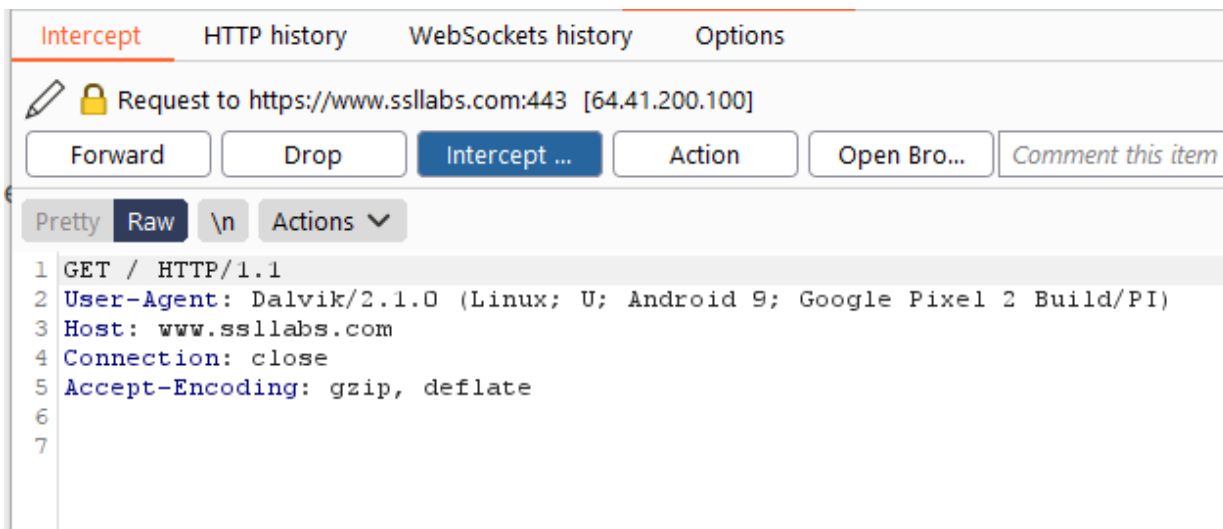 Intercept HTTP history WebSockets history Options
Request to https://www.ssllabs.com:443 [64.41.200.100]
Forward Drop Intercept ... Action Open Bro... Comment this item
Pretty Raw \n Actions
1 GET / HTTP/1.1
2 User-Agent: Dalvik/2.1.0 (Linux; U; Android 9; Google Pixel 2 Build/PI)
3 Host: www.ssllabs.com
4 Connection: close
5 Accept-Encoding: gzip, deflate
6
7